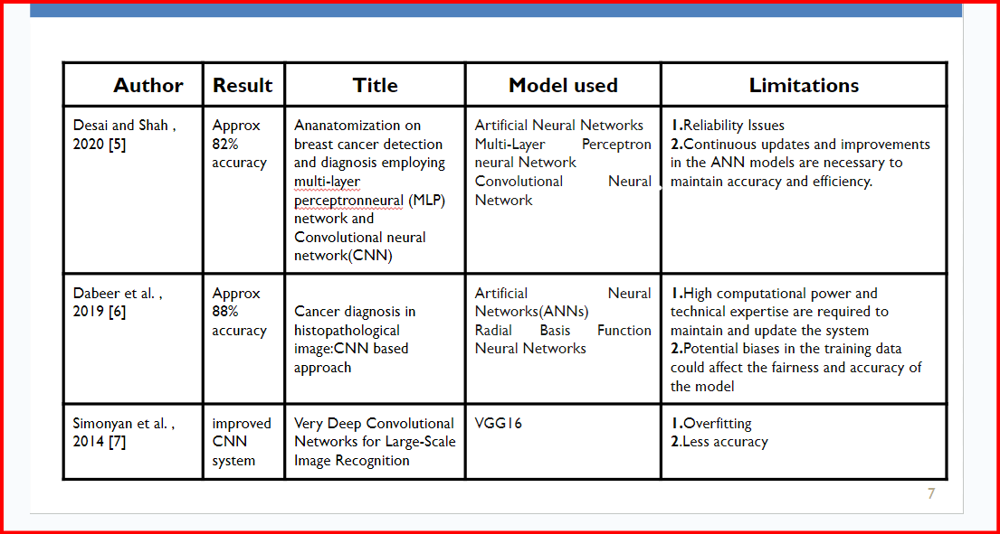 Author
Result
Title
Model used
Limitations
Desai and Shah ,
2020 [5]
Approx
82%
accuracy
Ananatomization on
breast cancer detection
and diagnosis employing
multi-layer
perceptronneural (MLP)
network and
Convolutional neural
network(CNN)
Artificial Neural Networks
Multi-Layer Perceptron
neural Network
Convolutional Neural
Network
1.Reliability Issues
2.Continuous updates and improvements
in the ANN models are necessary to
maintain accuracy and efficiency.
Dabeer et al. ,
2019 [6]
Approx
88%
accuracy
Cancer diagnosis in
histopathological
image:CNN based
approach
Artificial Neural
Networks(ANNs)
Radial Basis Function
Neural Networks
1.High computational power and
technical expertise are required to
maintain and update the system
2.Potential biases in the training data
could affect the fairness and accuracy of
the model
Simonyan et al. ,
2014 [7]
improved
CNN
system
Very Deep Convolutional
Networks for Large-Scale
Image Recognition
VGG16
1.Overfitting
2.Less accuracy
7